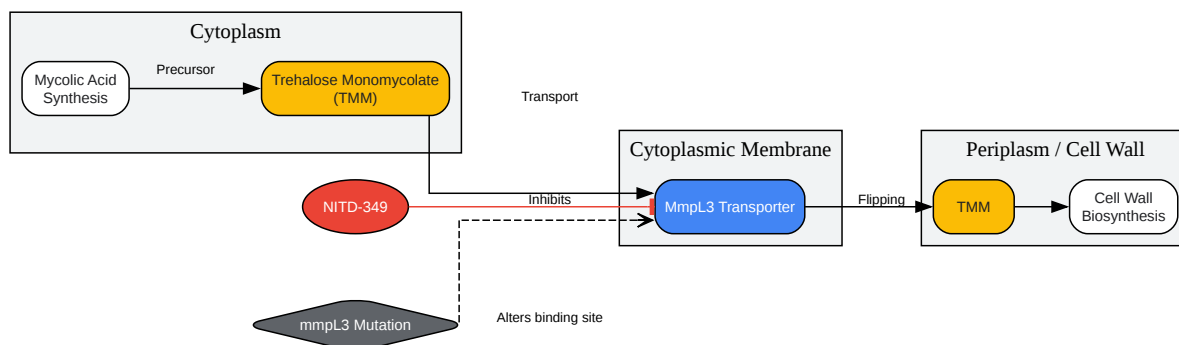 Cytoplasm
Mycolic Acid
Synthesis
Precursor
Trehalose Monomycolate
(TMM)
Transport
Cytoplasmic Membrane
MmpL3 Transporter
Periplasm / Cell Wall
Flipping
TMM
Cell Wall
Biosynthesis
NITD-349
Inhibits
mmpL3 Mutation
Alters binding site